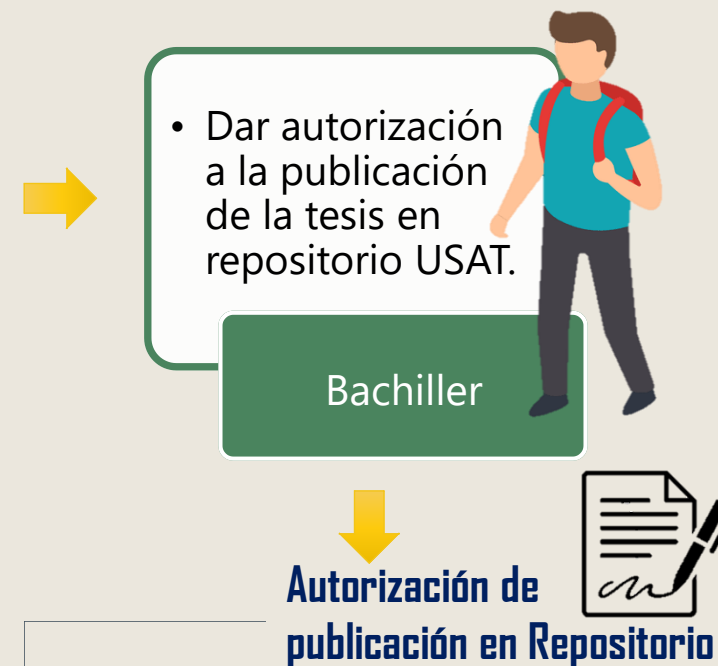 • Dar autorización
a la publicación
de la tesis en
repositorio USAT.
Bachiller
Autorización de
publicación en Repositorio